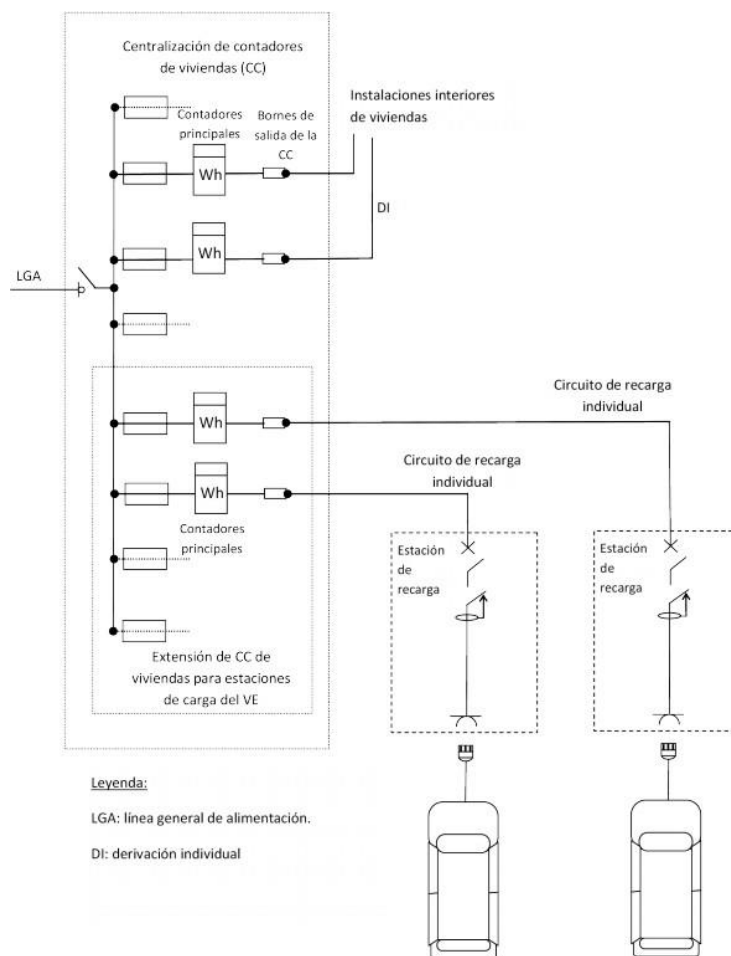 Centralización de contadores
de viviendas (CC)
Contadores
principales
Bornes de
salida de la
CC
Instalaciones interiores
de viviendas
Wh
DI
Wh
LGA
Circuito de recarga
individual
Wh
Circuito de recarga
individual
Wh
Contadores
principales
Estación
de
recarga
Estación
de
recarga
Extensión de CC de
viviendas para estaciones
de carga del VE
Leyenda:
LGA: línea general de alimentación.
DI: derivación individual